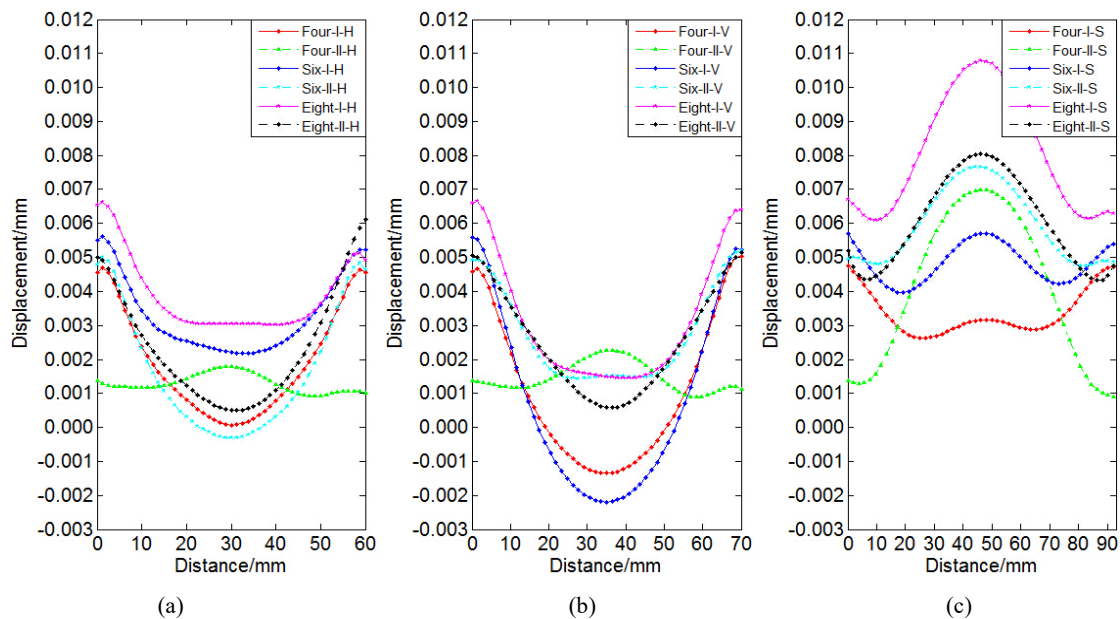 0.012
0.011
0.010
0.009
0.008
0.007
0.006
0.005
0.004
0.003
0.002
0.001
0.000
-0.001
-0.002
-0.003
Displacement/mm
Four-I-H
Four-II-H
Six-I-H
Six-II-H
Eight-I-H
Eight-II-H
0 10 20 30 40 50 60
Distance/mm
(a)
0.012
0.011
0.010
0.009
0.008
0.007
0.006
0.005
0.004
0.003
0.002
0.001
0.000
-0.001
-0.002
-0.003
Displacement/mm
Four-I-V
Four-II-V
Six-I-V
Six-II-V
Eight-I-V
Eight-II-V
0 10 20 30 40 50 60 70
Distance/mm
(b)
0.012
0.011
0.010
0.009
0.008
0.007
0.006
0.005
0.004
0.003
0.002
0.001
0.000
-0.001
-0.002
-0.003
Displacement/mm
Four-I-S
Four-II-S
Six-I-S
Six-II-S
Eight-I-S
Eight-II-S
0 10 20 30 40 50 60 70 80 90
Distance/mm
(c)